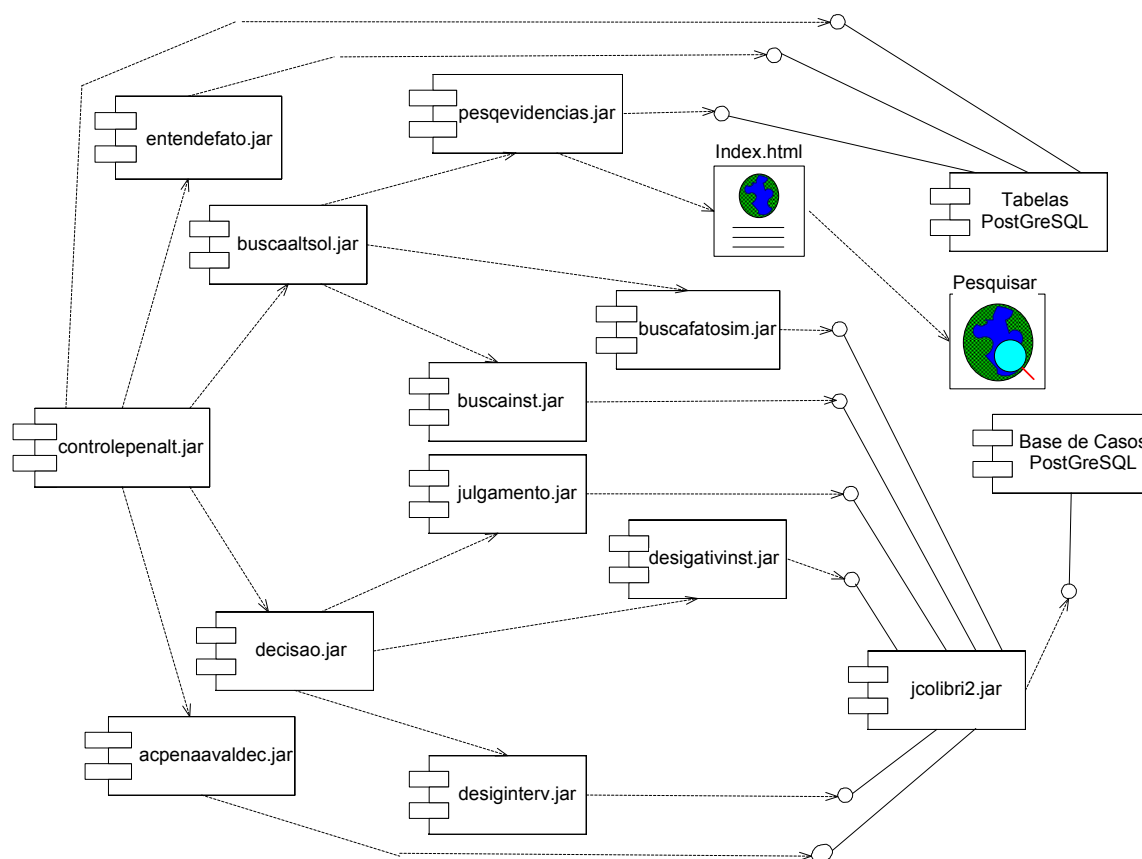 entendefato.jar
pesqevidencias.jar
Index.html
Tabelas
PostGreSQL
buscaaltsol.jar
Pesquisar
buscafatosim.jar
buscainst.jar
controlepenalt.jar
Base de Casos
PostGreSQL
julgamento.jar
desigativinst.jar
decisao.jar
jcolibri2.jar
acpenaavaldec.jar
desiginterv.jar